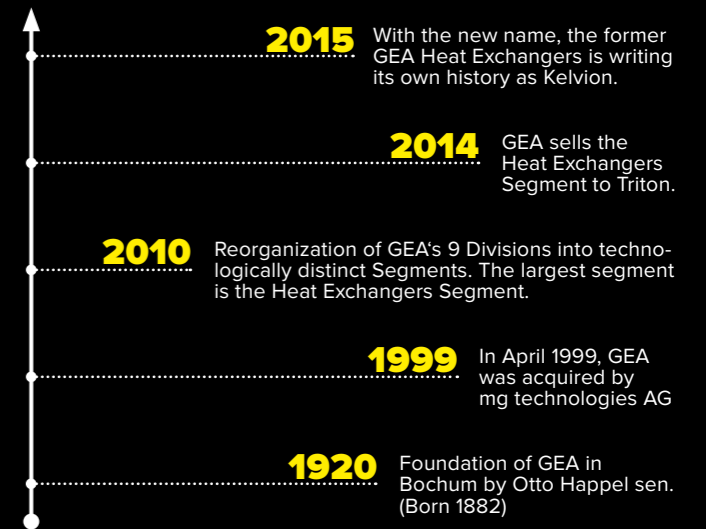 2015
With the new name, the former
GEA Heat Exchangers is writing
its own history as Kelvion.
2014
GEA sells the
Heat Exchangers
Segment to Triton.
2010
Reorganization of GEA‘s 9 Divisions into techno-
logically distinct Segments. The largest segment
is the Heat Exchangers Segment.
1999
In April 1999, GEA
was acquired by
mg technologies AG
1920
Foundation of GEA in
Bochum by Otto Happel sen.
(Born 1882)